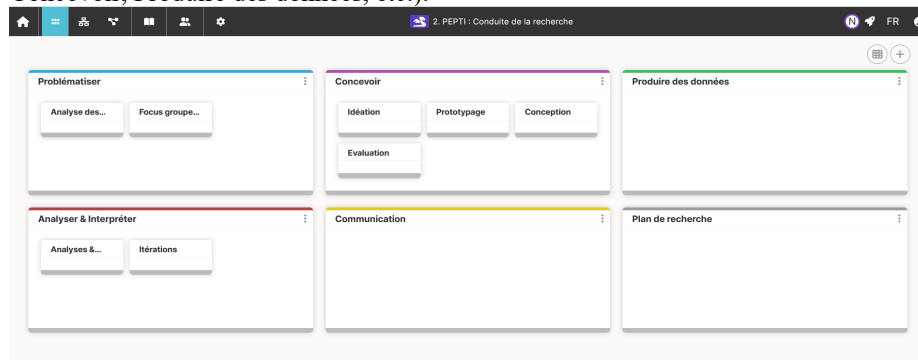 Concevoir, Produire des données, etc.).
2. PEPTI : Conduite de la recherche
N
FR
Problématiser
Concevoir
Produire des données
Analyse des...
Focus groupe...
Idéation
Prototypage
Conception
Evaluation
Analyser & Interpréter
Communication
Plan de recherche
Analyses &...
Itérations